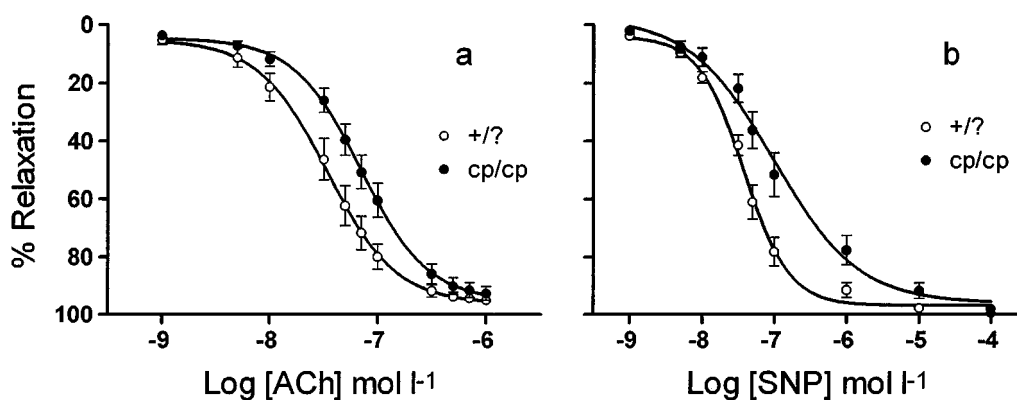 % Relaxation
0
20
40
60
80
100
a
+/?
cp/cp
-9
-8
-7
-6
Log [ACh] mol l-1
b
+/?
cp/cp
-9
-8
-7
-6
-5
-4
Log [SNP] mol l-1